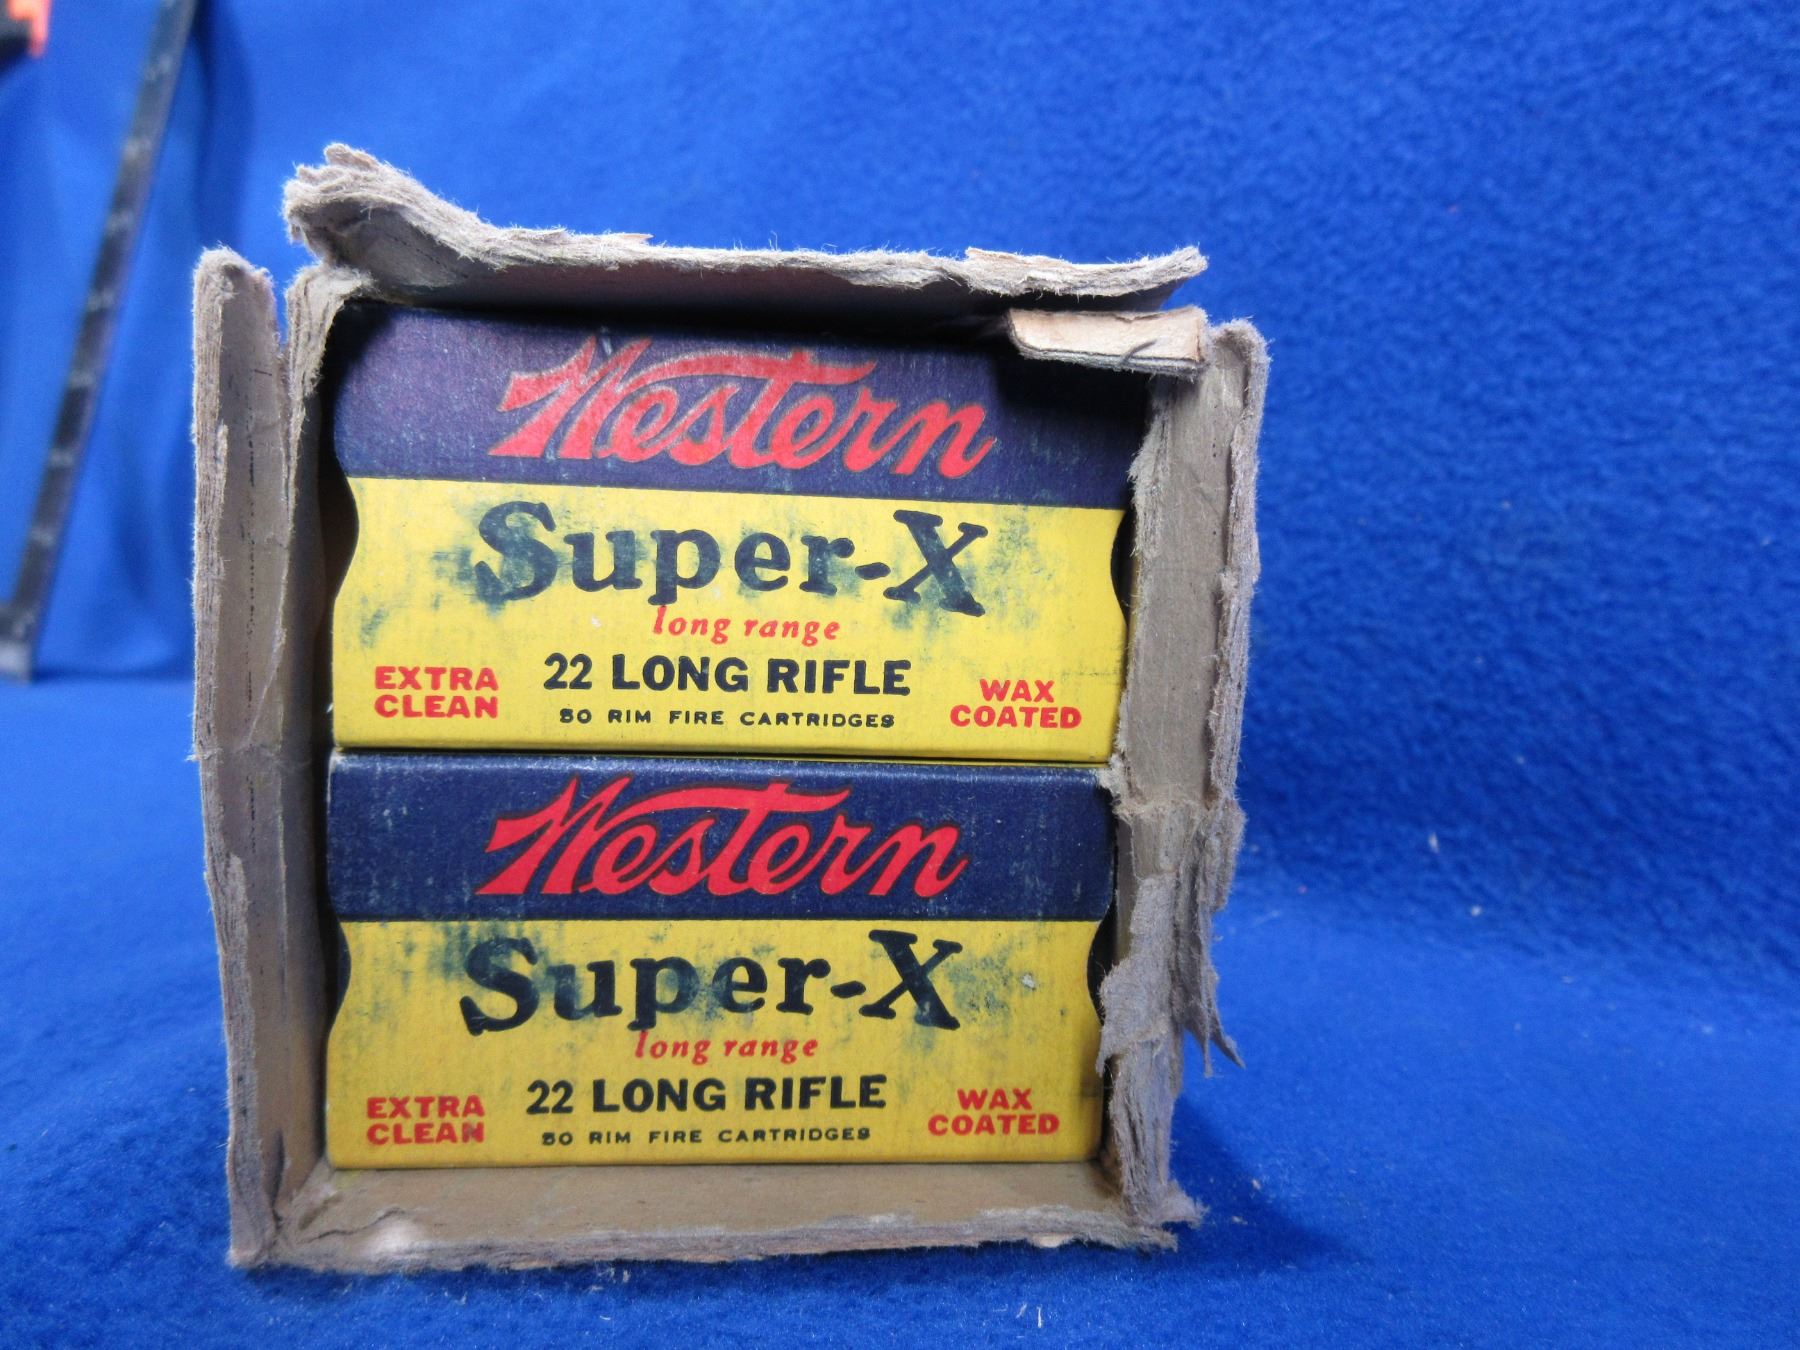 Western
Super-X
long range
22 LONG RIFLE
EXTRA
CLEAN
50 RIM FIRE CARTRIDGES
WAX
COATED
Western
Super-X
long range
22 LONG RIFLE
EXTRA
CLEAN
50 RIM FIRE CARTRIDGES
WAX
COATED